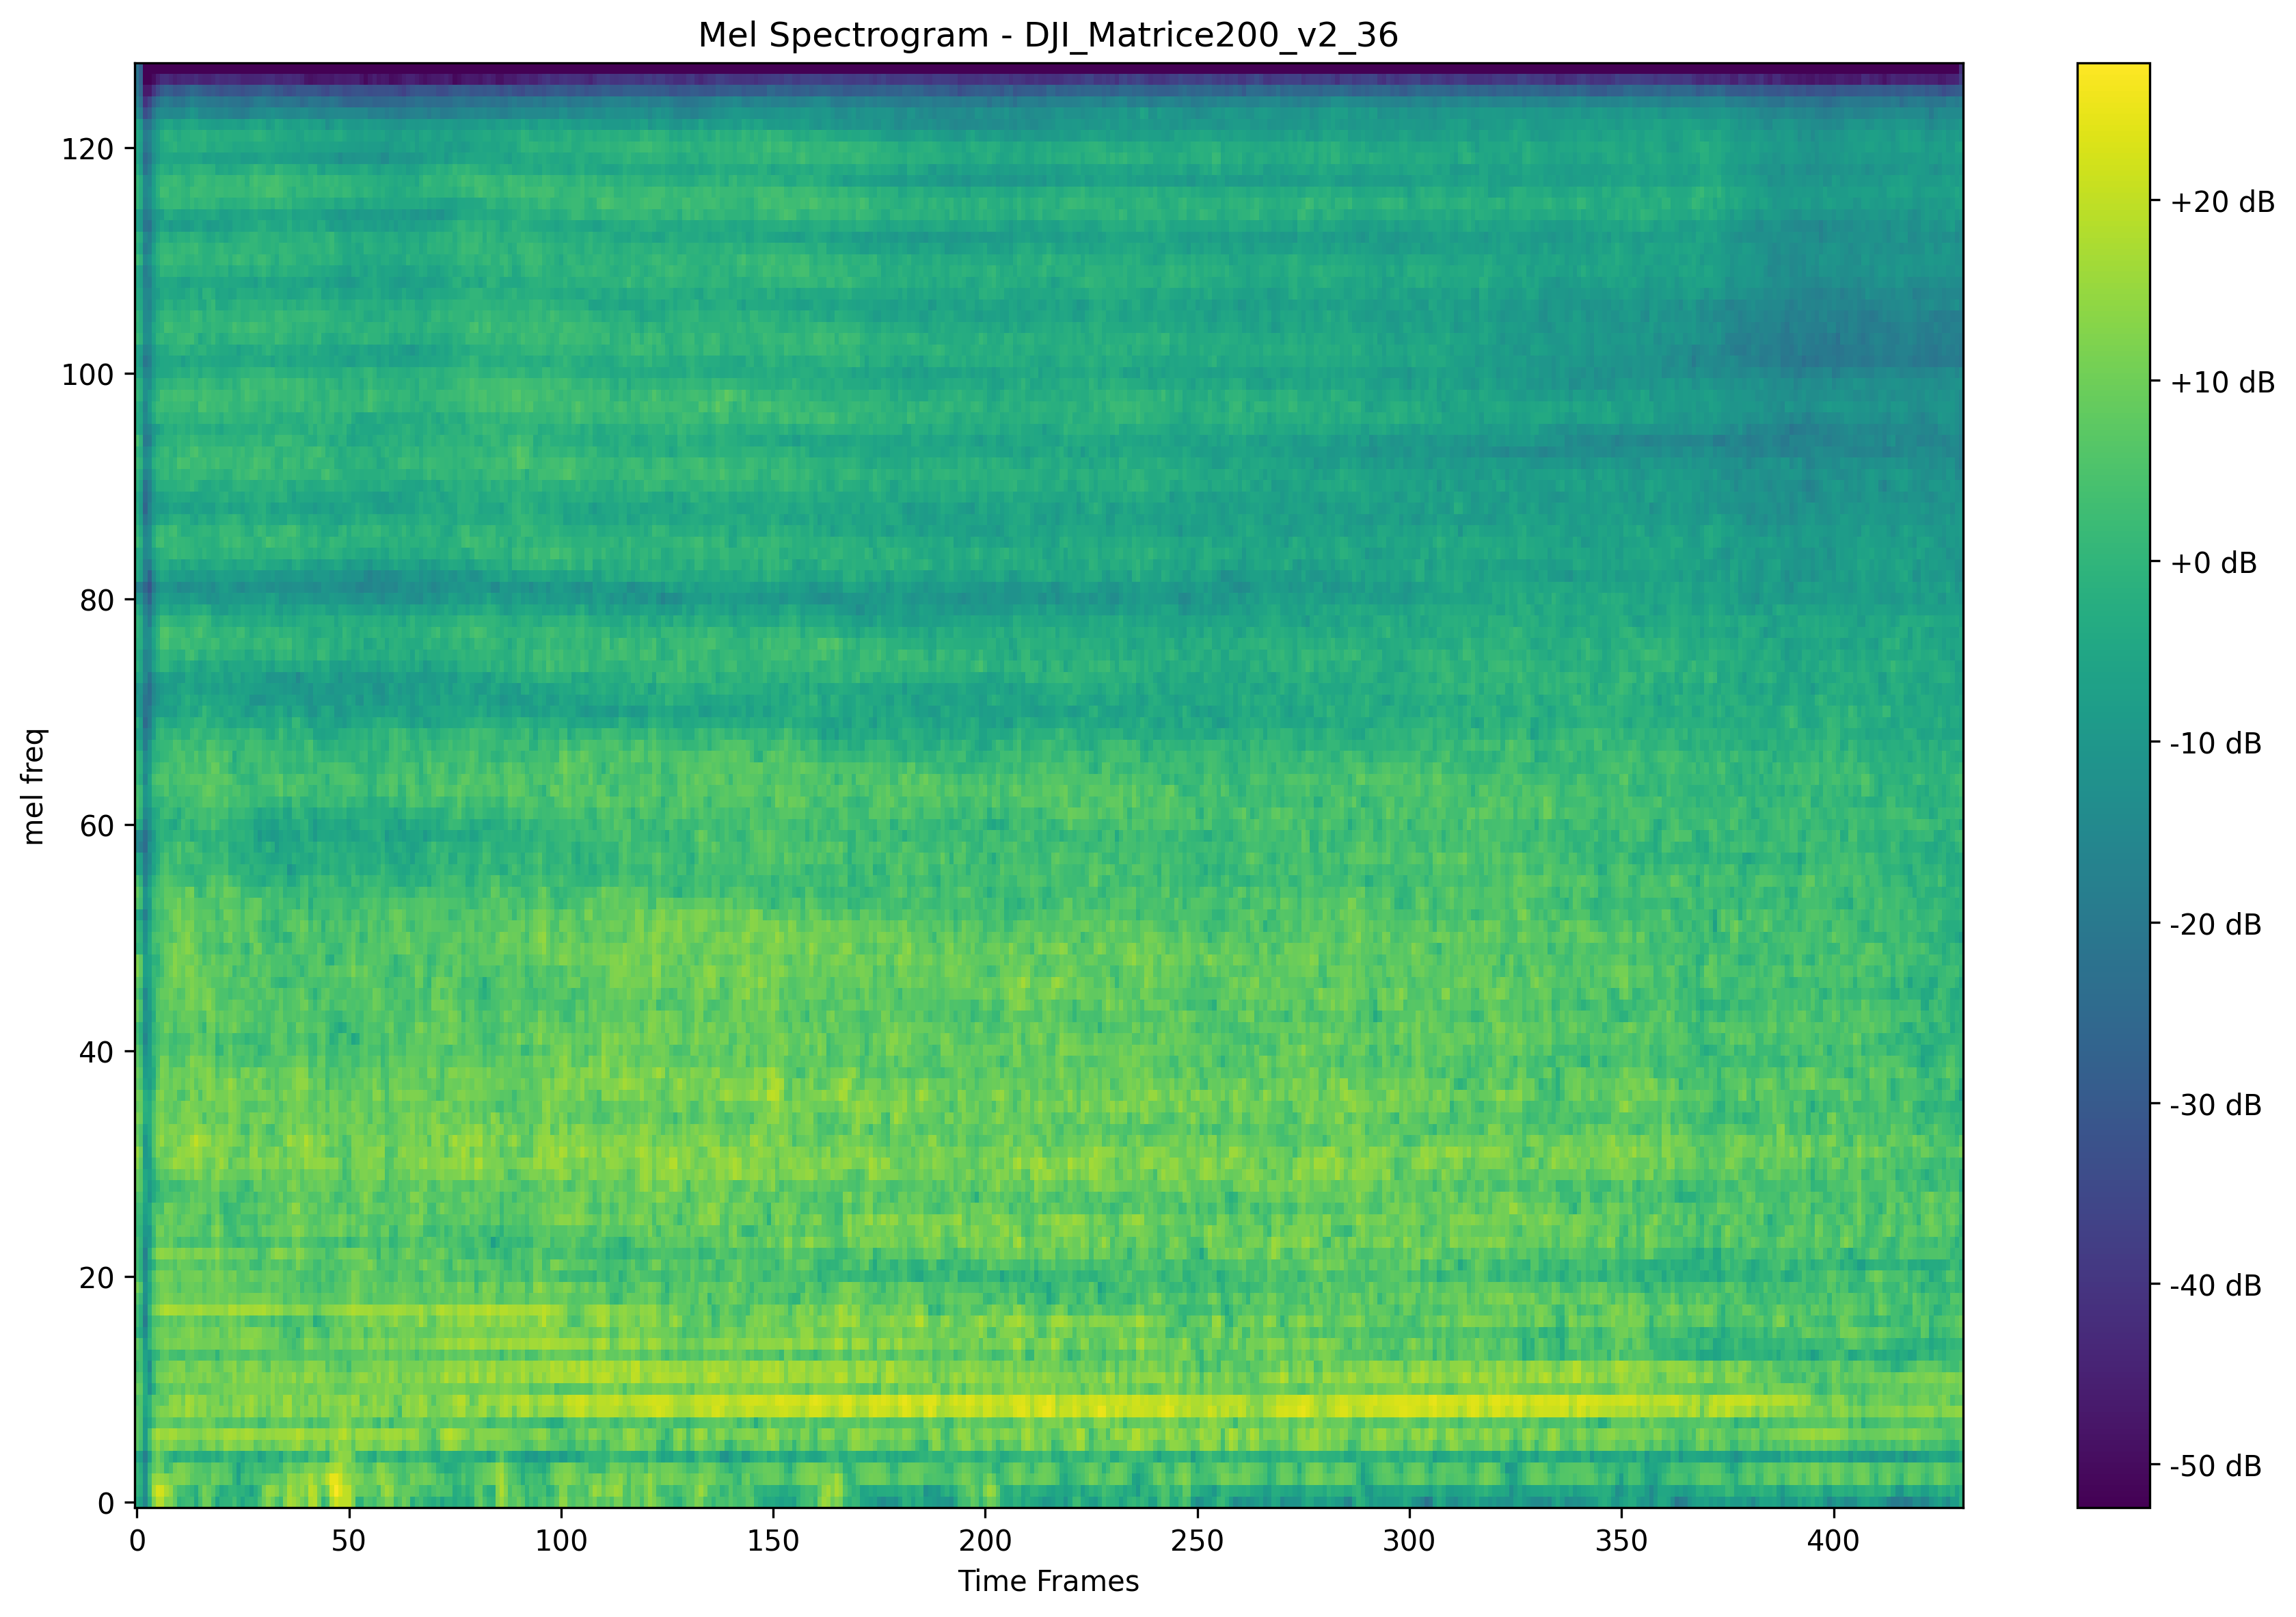 Mel Spectrogram - DJI_Matrice200_v2_36
mel freq
120
100
80
60
40
20
0
0 50 100 150 200 250 300 350 400
Time Frames
+20 dB
+10 dB
+0 dB
-10 dB
-20 dB
-30 dB
-40 dB
-50 dB